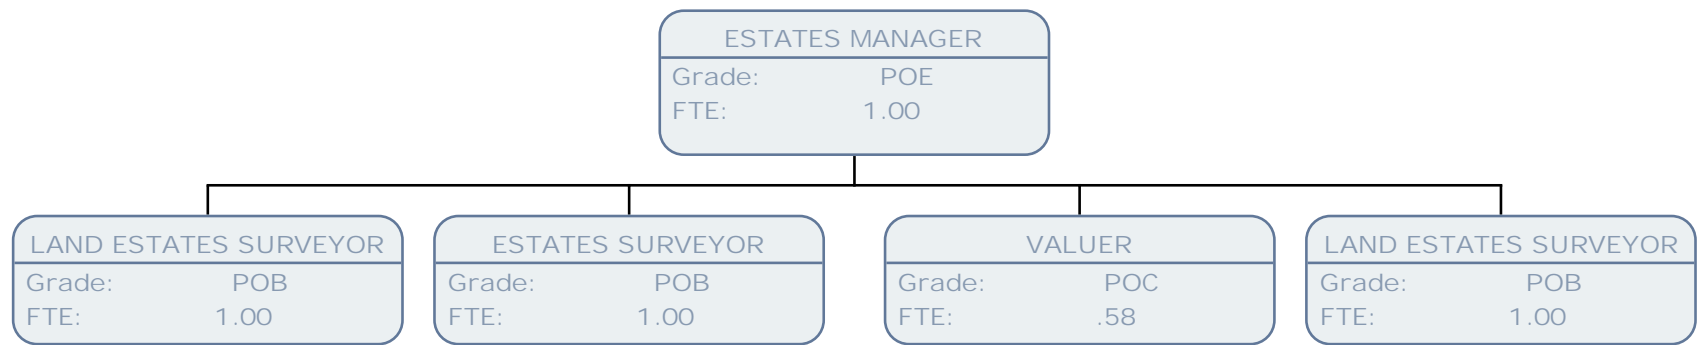 ESTATES MANAGER
Grade: POE
FTE: 1.00
LAND ESTATES SURVEYOR
Grade: POB
FTE: 1.00
ESTATES SURVEYOR
Grade: POB
FTE: 1.00
VALUER
Grade: POC
FTE: .58
LAND ESTATES SURVEYOR
Grade: POB
FTE: 1.00